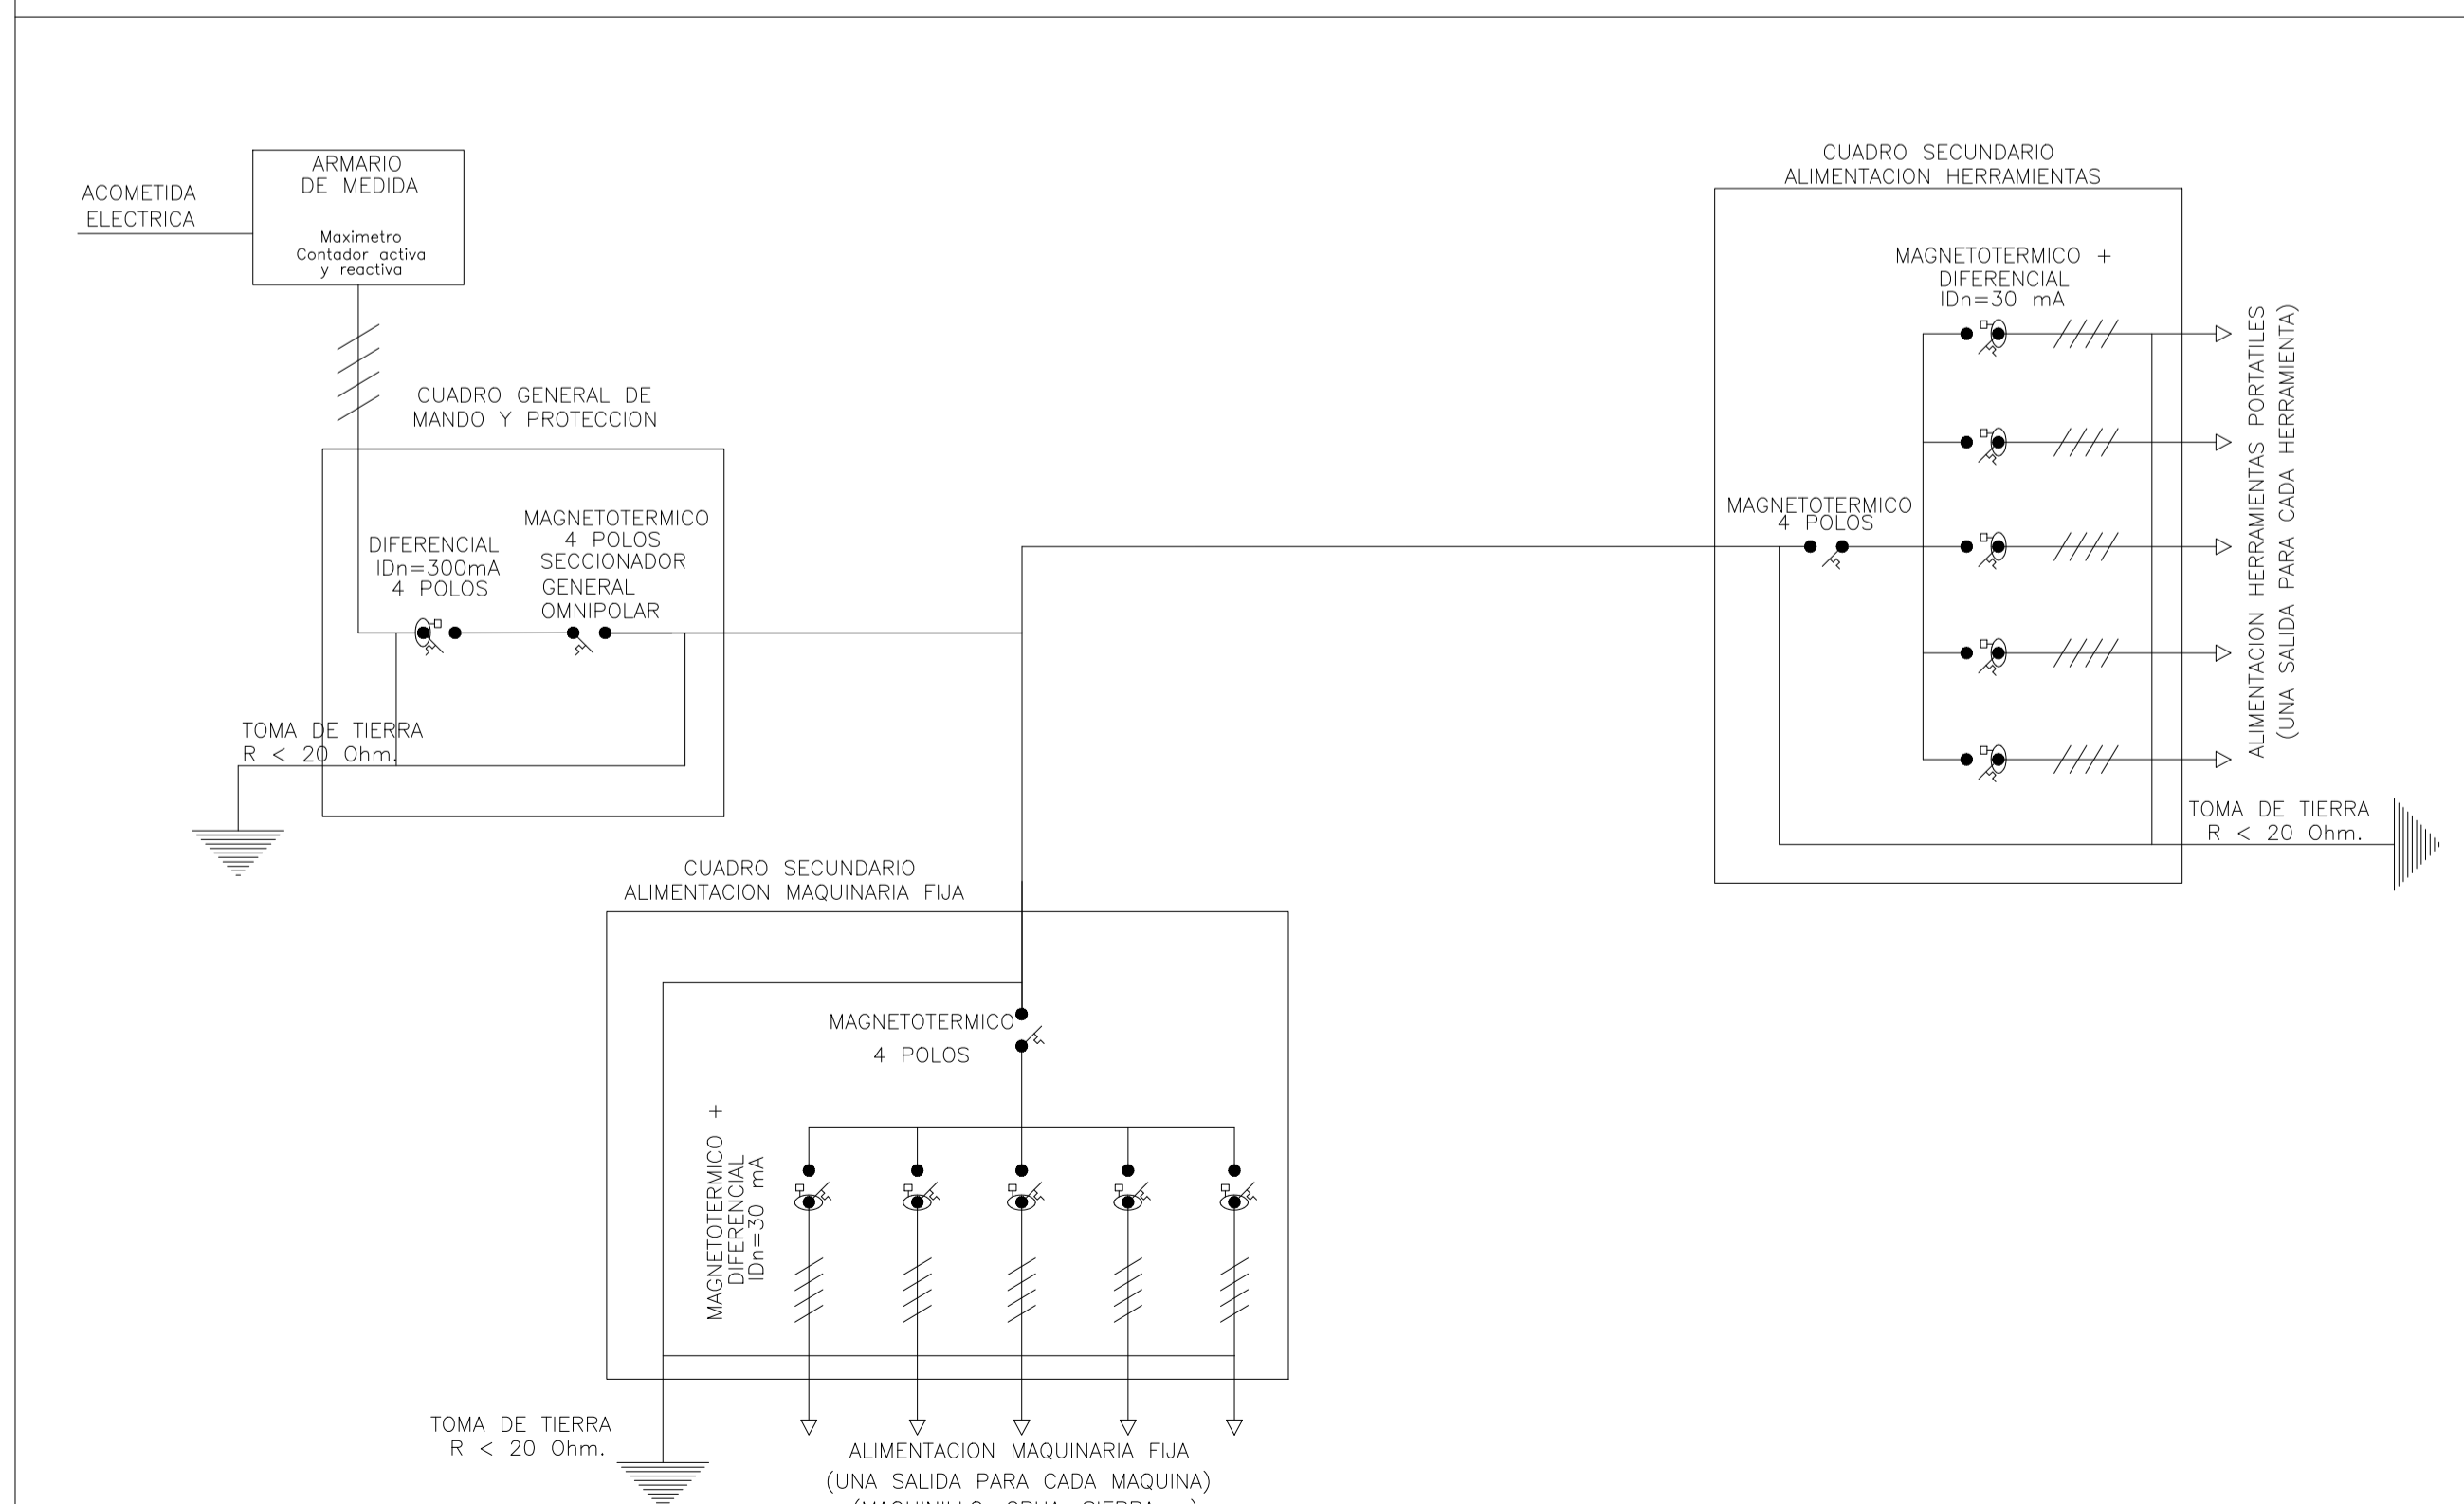 ACOMETIDA
ELECTRICA
ARMARIO
DE MEDIDA
Maximetro
Contador activa
y reactiva
CUADRO GENERAL DE
MANDO Y PROTECCION
DIFERENCIAL
IDn=300mA
4 POLOS
MAGNETOTERMICO
4 POLOS
SECCIONADOR
GENERAL
OMNIPOLAR
TOMA DE TIERRA
R < 20 Ohm.
CUADRO SECUNDARIO
ALIMENTACION HERRAMIENTAS
MAGNETOTERMICO +
DIFERENCIAL
IDn=30 mA
MAGNETOTERMICO
4 POLOS
ALIMENTACION HERRAMIENTAS PORTATILES
(UNA SALIDA PARA CADA HERRAMIENTA)
TOMA DE TIERRA
R < 20 Ohm.
CUADRO SECUNDARIO
ALIMENTACION MAQUINARIA FIJA
MAGNETOTERMICO
4 POLOS
MAGNETOTERMICO +
DIFERENCIAL
IDn=30 mA
TOMA DE TIERRA
R < 20 Ohm.
ALIMENTACION MAQUINARIA FIJA
(UNA SALIDA PARA CADA MAQUINA)